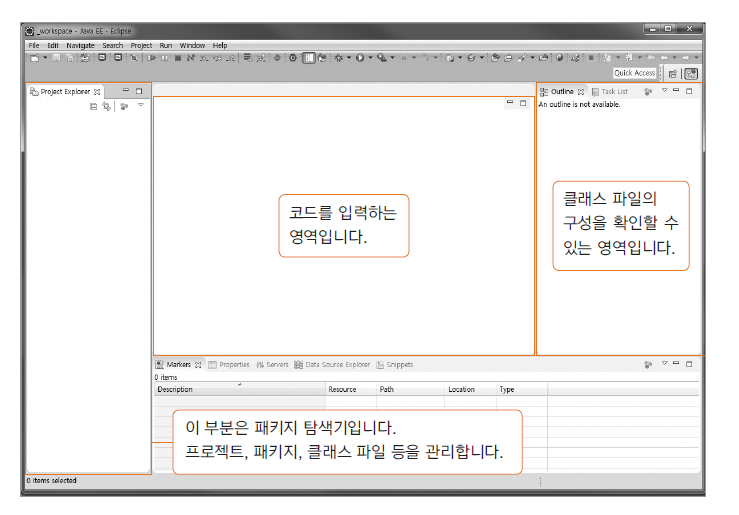 _workspace - Java EE - Eclipse
File Edit Navigate Search Project Run Window Help
Quick Access
Project Explorer
Outline Task List
An outline is not available.
코드를 입력하는
영역입니다.
클래스 파일의
구성을 확인할 수
있는 영역입니다.
Markers Properties Servers Data Source Explorer Snippets
0 items
Description Resource Path Location Type
이 부분은 패키지 탐색기입니다.
프로젝트, 패키지, 클래스 파일 등을 관리합니다.
0 items selected